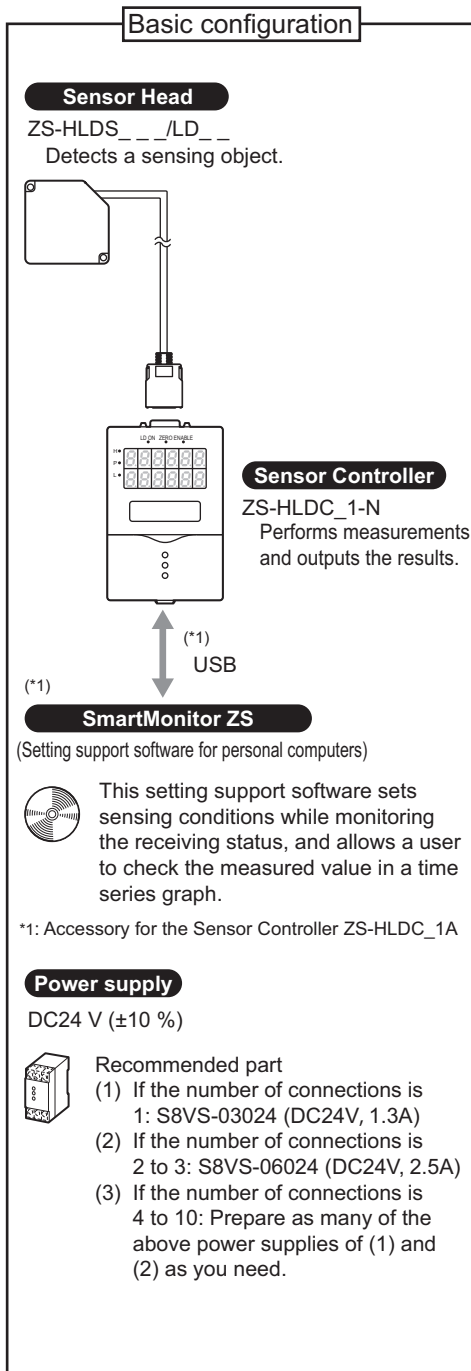 Basic configuration
Sensor Head
ZS-HLDS_ _ _/LD_ _
Detects a sensing object.
LD ON ZERO ENABLE
H
P
L
Sensor Controller
ZS-HLDC_1-N
Performs measurements
and outputs the results.
(*1)
USB
(*1)
SmartMonitor ZS
(Setting support software for personal computers)
This setting support software sets
sensing conditions while monitoring
the receiving status, and allows a user
to check the measured value in a time
series graph.
*1: Accessory for the Sensor Controller ZS-HLDC_1A
Power supply
DC24 V (±10 %)
Recommended part
(1) If the number of connections is
1: S8VS-03024 (DC24V, 1.3A)
(2) If the number of connections is
2 to 3: S8VS-06024 (DC24V, 2.5A)
(3) If the number of connections is
4 to 10: Prepare as many of the
above power supplies of (1) and
(2) as you need.